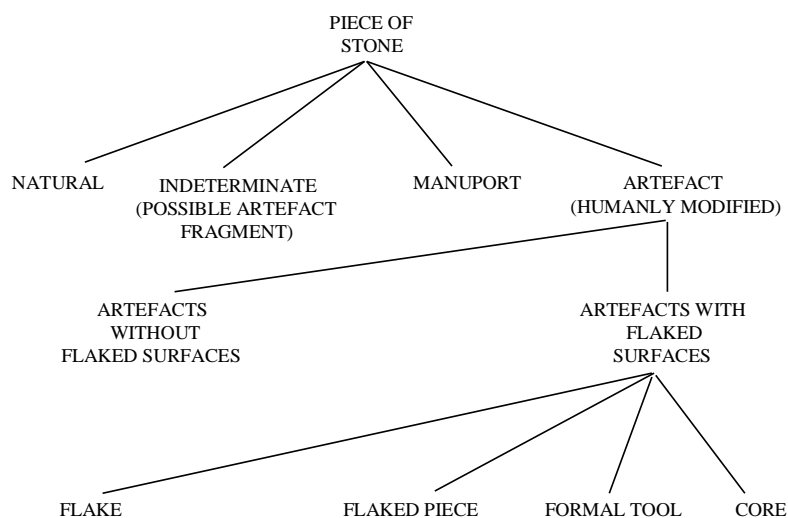 PIECE OF
STONE
NATURAL
INDETERMINATE
(POSSIBLE ARTEFACT
FRAGMENT)
MANUPORT
ARTEFACT
(HUMANLY MODIFIED)
ARTEFACTS
WITHOUT
FLAKED SURFACES
ARTEFACTS WITH
FLAKED
SURFACES
FLAKE
FLAKED PIECE
FORMAL TOOL
CORE